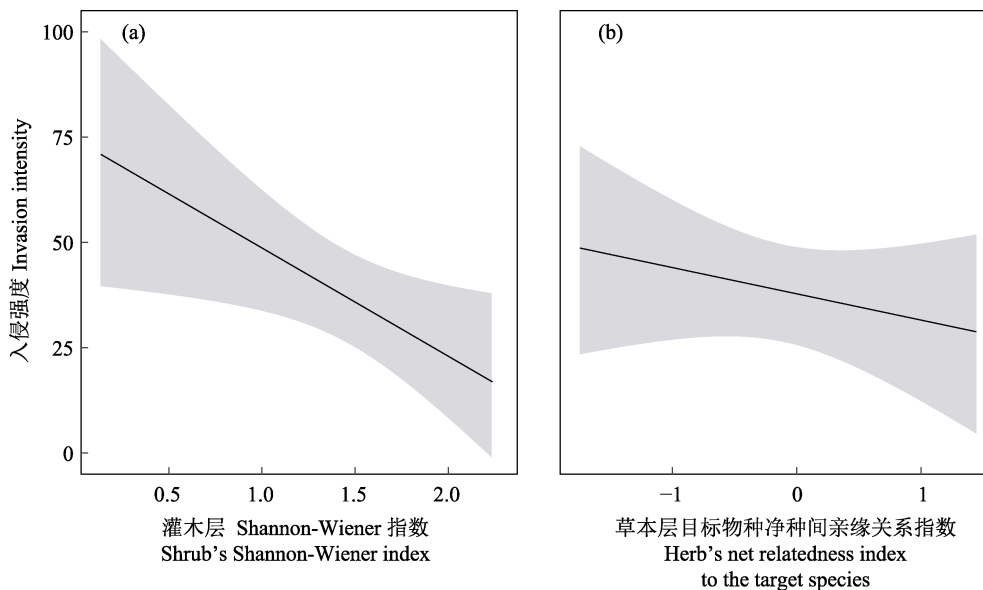 (a)
(b)
100
75
50
25
0
入侵强度 Invasion intensity
0.5 1.0 1.5 2.0
−1 0 1
灌木层 Shannon-Wiener 指数
Shrub's Shannon-Wiener index
草本层目标物种净种间亲缘关系指数
Herb's net relatedness index
to the target species